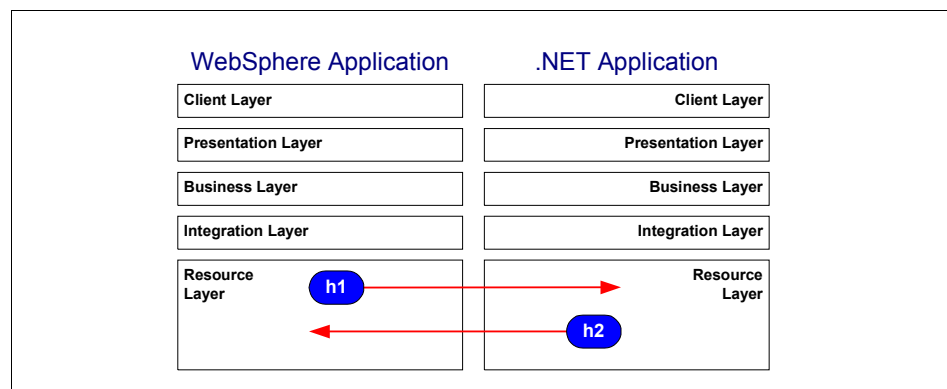 WebSphere Application
.NET Application
Client Layer
Client Layer
Presentation Layer
Presentation Layer
Business Layer
Business Layer
Integration Layer
Integration Layer
Resource
Layer
h1
Resource
Layer
h2